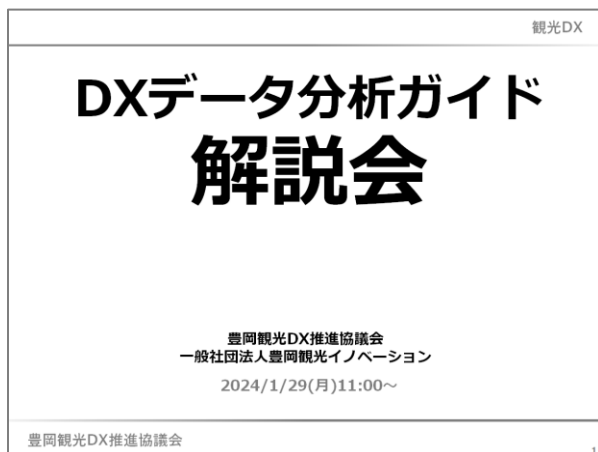 観光DX
DXデータ分析ガイド
解説会
豊岡観光DX推進協議会
一般社団法人豊岡観光イノベーション
2024/1/29(月)11:00～
豊岡観光DX推進協議会
1